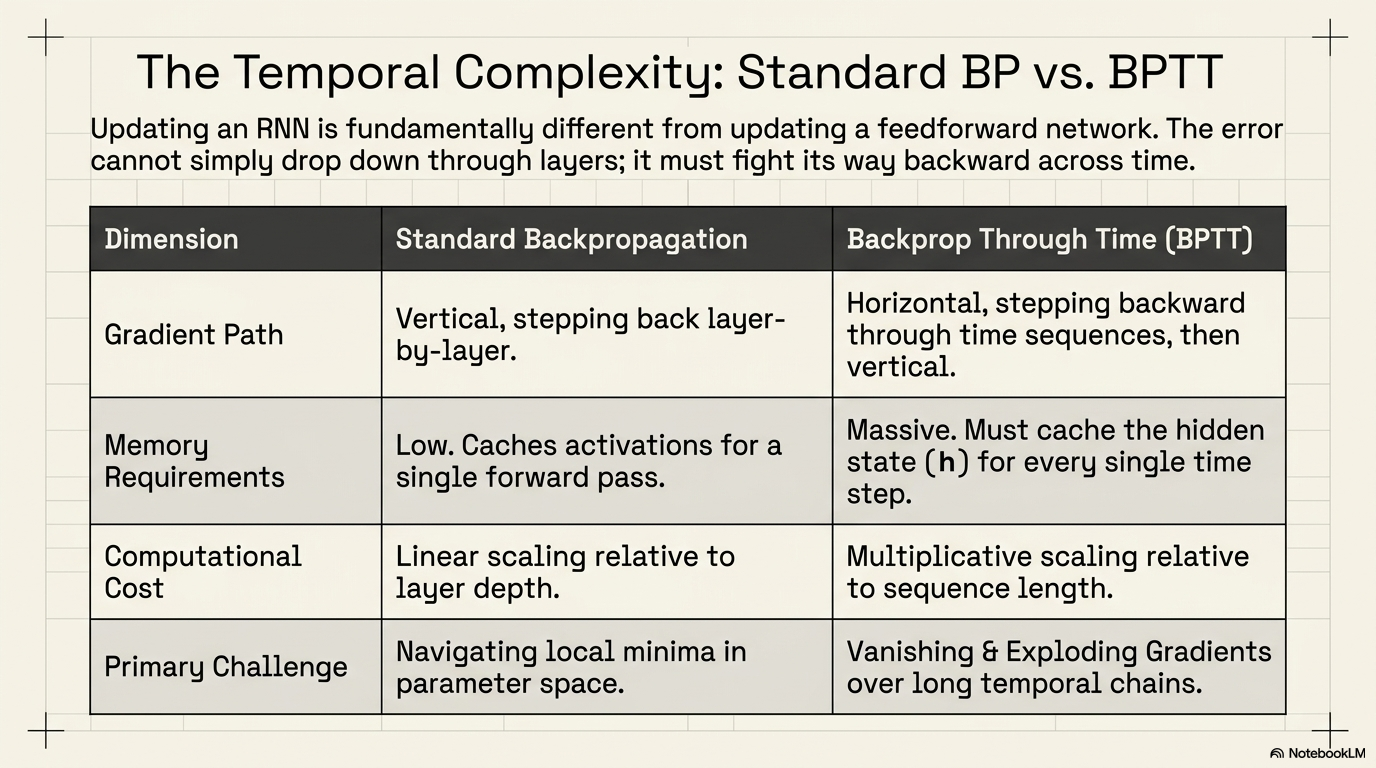 The Temporal Complexity: Standard BP vs. BPTT
Updating an RNN is fundamentally different from updating a feedforward network. The error
cannot simply drop down through layers; it must fight its way backward across time.
Dimension
Standard Backpropagation
Backprop Through Time (BPTT)
Gradient Path
Vertical, stepping back layer-
by-layer.
Horizontal, stepping backward
through time sequences, then
vertical.
Memory
Requirements
Low. Caches activations for a
single forward pass.
Massive. Must cache the hidden
state (h) for every single time
step.
Computational
Cost
Linear scaling relative to
layer depth.
Multiplicative scaling relative
to sequence length.
Primary Challenge
Navigating local minima in
parameter space.
Vanishing & Exploding Gradients
over long temporal chains.
NotebookLM